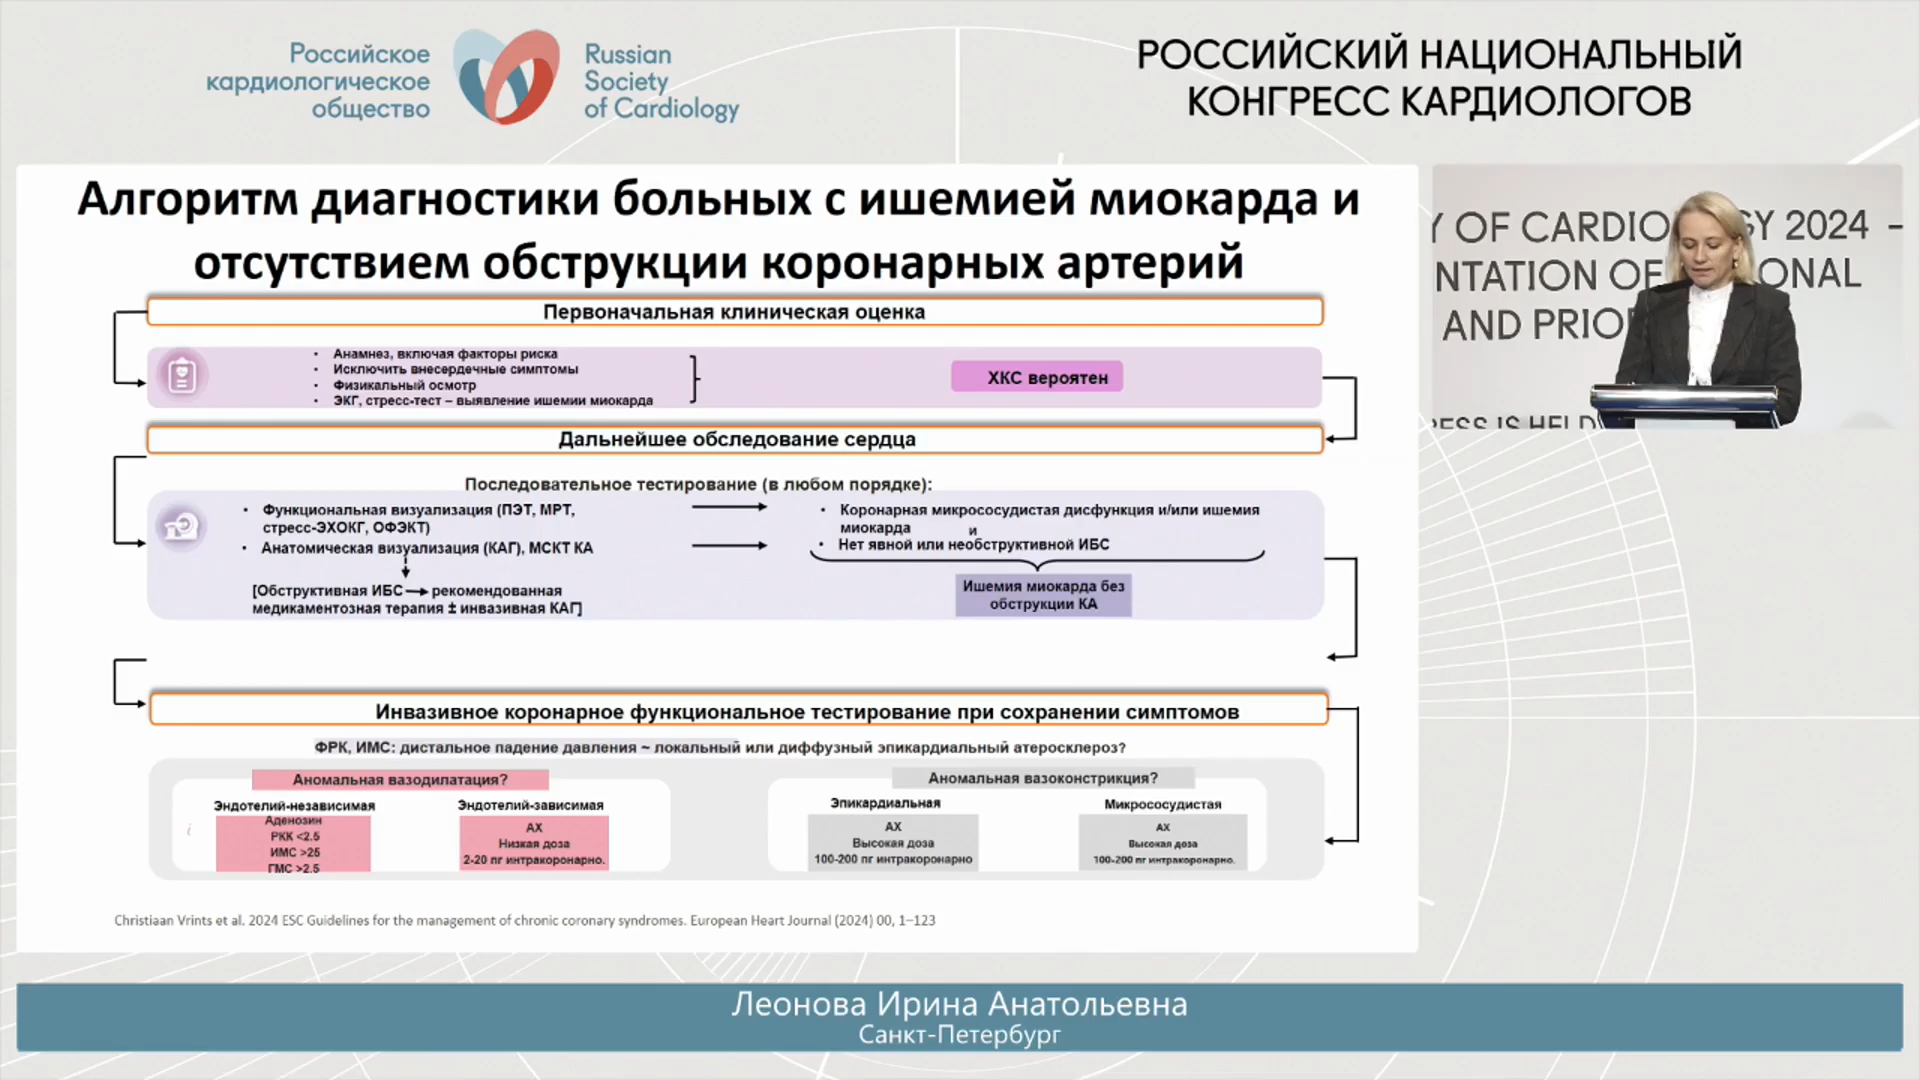 Российское
кардиологическое
общество
Russian
Society
of Cardiology
РОССИЙСКИЙ НАЦИОНАЛЬНЫЙ
КОНГРЕСС КАРДИОЛОГОВ
Алгоритм диагностики больных с ишемией миокарда и
отсутствием обструкции коронарных артерий
Первоначальная клиническая оценка
• Анамнез, включая факторы риска
• Исключить внесердечные симптомы
• Физикальный осмотр
• ЭКГ, стресс-тест – выявление ишемии миокарда
ХКС вероятен
Дальнейшее обследование сердца
Последовательное тестирование (в любом порядке):
• Функциональная визуализация (ПЭТ, МРТ,
стресс-ЭХОКГ, ОФЭКТ)
• Анатомическая визуализация (КАГ), МСКТ КА
[Обструктивная ИБС → рекомендованная
медикаментозная терапия ± инвазивная КАГ]
• Коронарная микрососудистая дисфункция и/или ишемия
миокарда
и
• Нет явной или необструктивной ИБС
Ишемия миокарда без
обструкции КА
Инвазивное коронарное функциональное тестирование при сохранении симптомов
ФРК, ИМС: дистальное падение давления ~ локальный или диффузный эпикардиальный атеросклероз?
Аномальная вазодилатация?
Эндотелий-независимая
Аденозин
РКК <2.5
ИМС >25
ГМС >2.5
Эндотелий-зависимая
АХ
Низкая доза
2-20 пг интракоронарно.
Аномальная вазоконстрикция?
Эпикардиальная
АХ
Высокая доза
100-200 пг интракоронарно
Микрососудистая
АХ
Высокая доза
100-200 пг интракоронарно.
Christiaan Vrints et al. 2024 ESC Guidelines for the management of chronic coronary syndromes. European Heart Journal (2024) 00, 1–123
Y OF CARDIO GY 2024 –
NTATION OF ONAL
AND PRIO
RESS IS HELD
Леонова Ирина Анатольевна
Санкт-Петербург